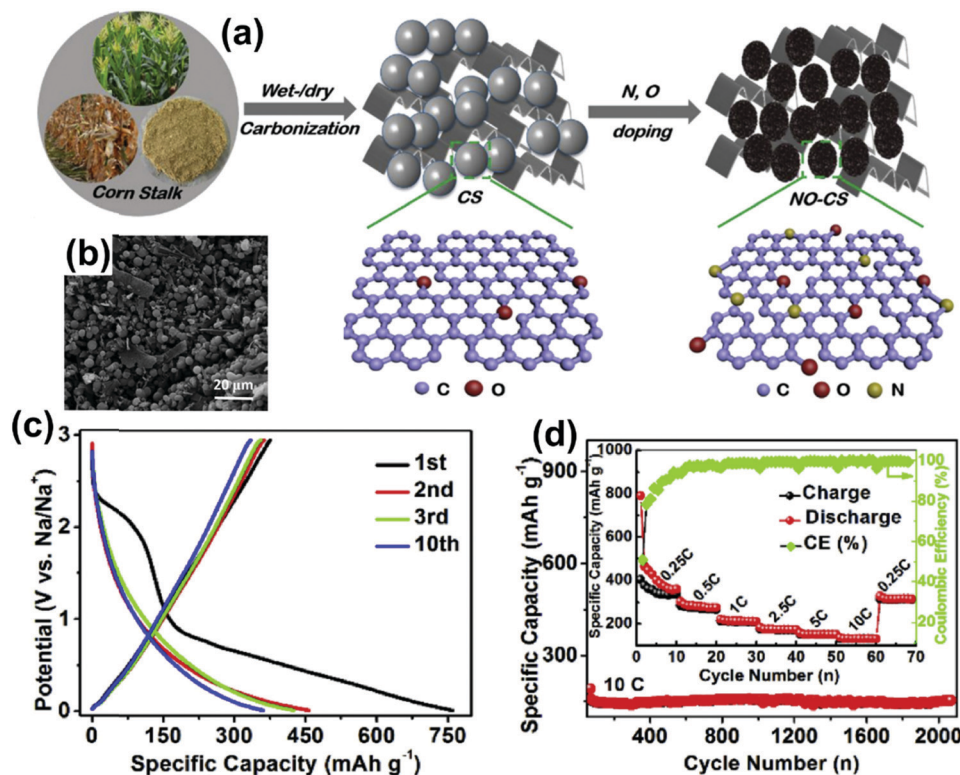 (a)
Corn Stalk
Wet-/dry
Carbonization
CS
N, O
doping
NO-CS
C O
C O N
(b)
20 μm
(c)
Potential (V vs. Na/Na⁺)
3
2
1
0
1st
2nd
3rd
10th
0 150 300 450 600 750
Specific Capacity (mAh g⁻¹)
(d)
Specific Capacity (mAh g⁻¹)
900
600
300
10 C
400 800 1200 1600 2000
Cycle Number (n)
Specific Capacity (mAh g⁻¹)
1000
800
600
400
200
Charge
Discharge
CE (%)
0.25C
0.5C
1C
2.5C
5C
10C
0.25C
0 10 20 30 40 50 60 70
Cycle Number (n)
100
80
60
40
20
Coulombic Efficiency (%)